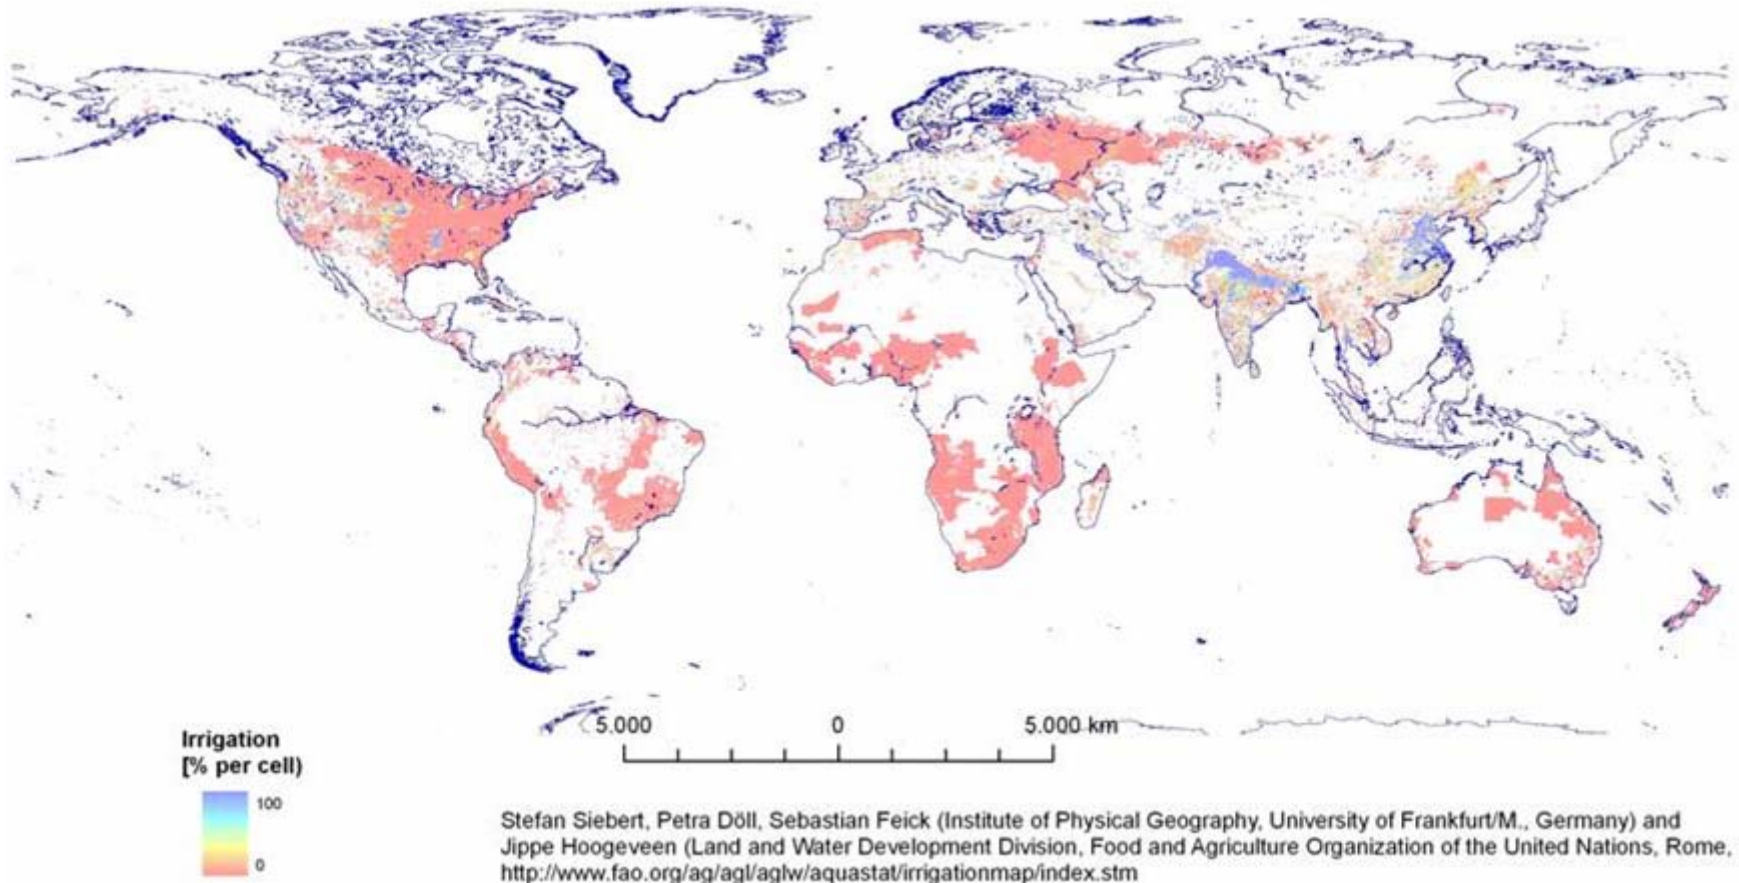 5.000 0 5.000 km
Irrigation
[% per cell)
100
0
Stefan Siebert, Petra Döll, Sebastian Feick (Institute of Physical Geography, University of Frankfurt/M., Germany) and
Jippe Hoogeveen (Land and Water Development Division, Food and Agriculture Organization of the United Nations, Rome,
http://www.fao.org/ag/agl/aglw/aquastat/irrigationmap/index.stm